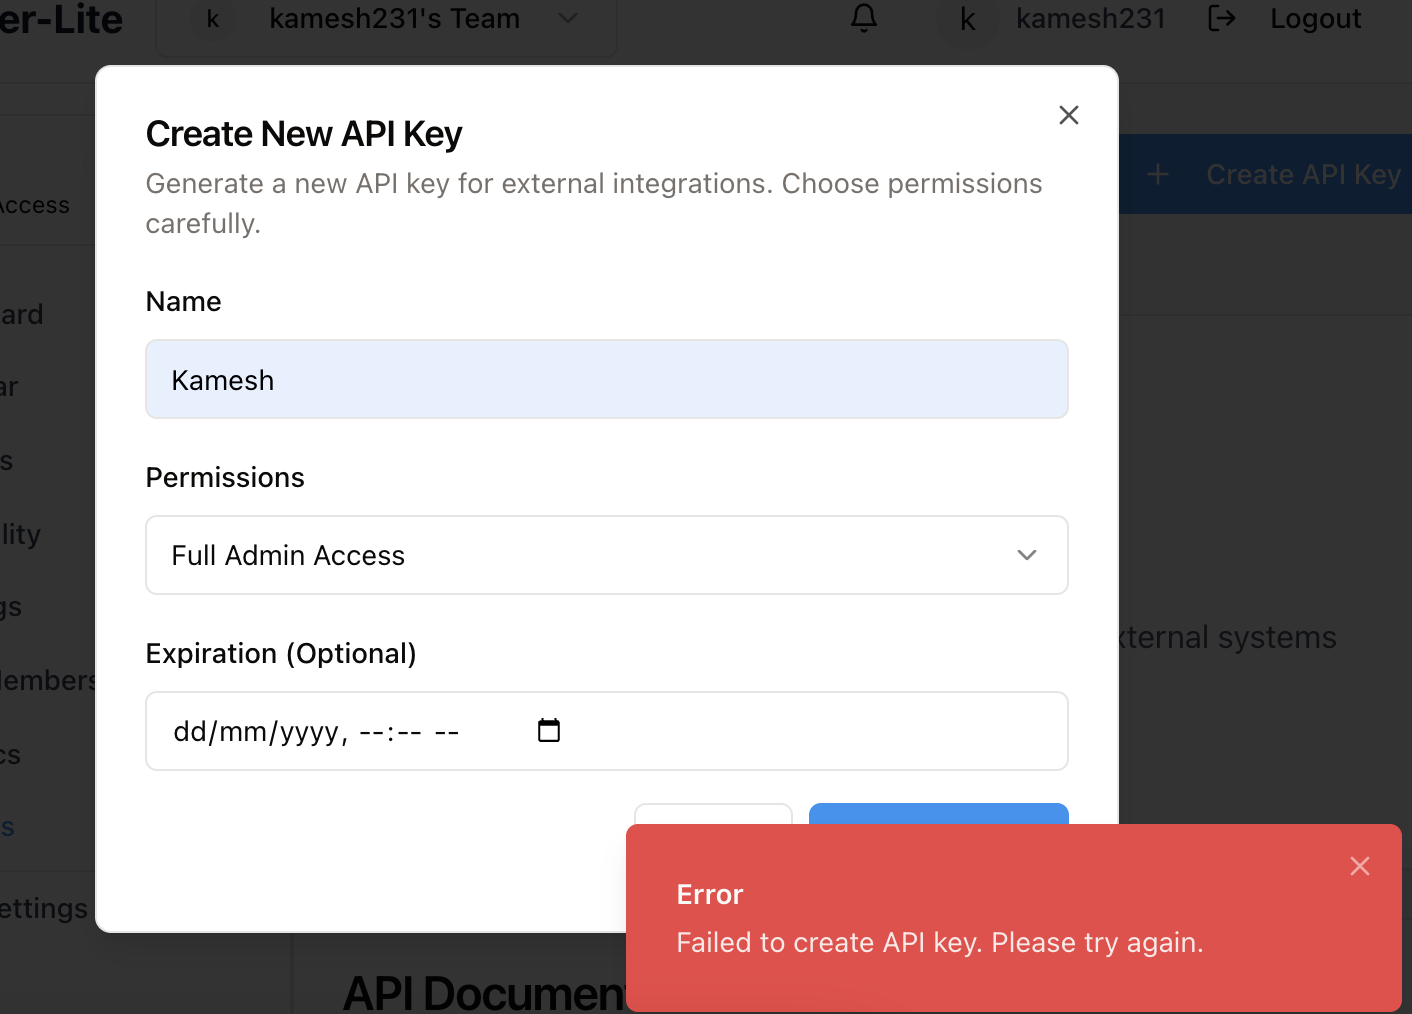 er-Lite
k
kamesh231's Team
k
kamesh231
Logout
Create New API Key
Generate a new API key for external integrations. Choose permissions
carefully.
Create API Key
Access
Name
ard
Kamesh
ar
Permissions
s
lity
Full Admin Access
gs
Expiration (Optional)
xternal systems
Members
dd/mm/yyyy, --:-- --
cs
s
Error
ettings
Failed to create API key. Please try again.
API Document